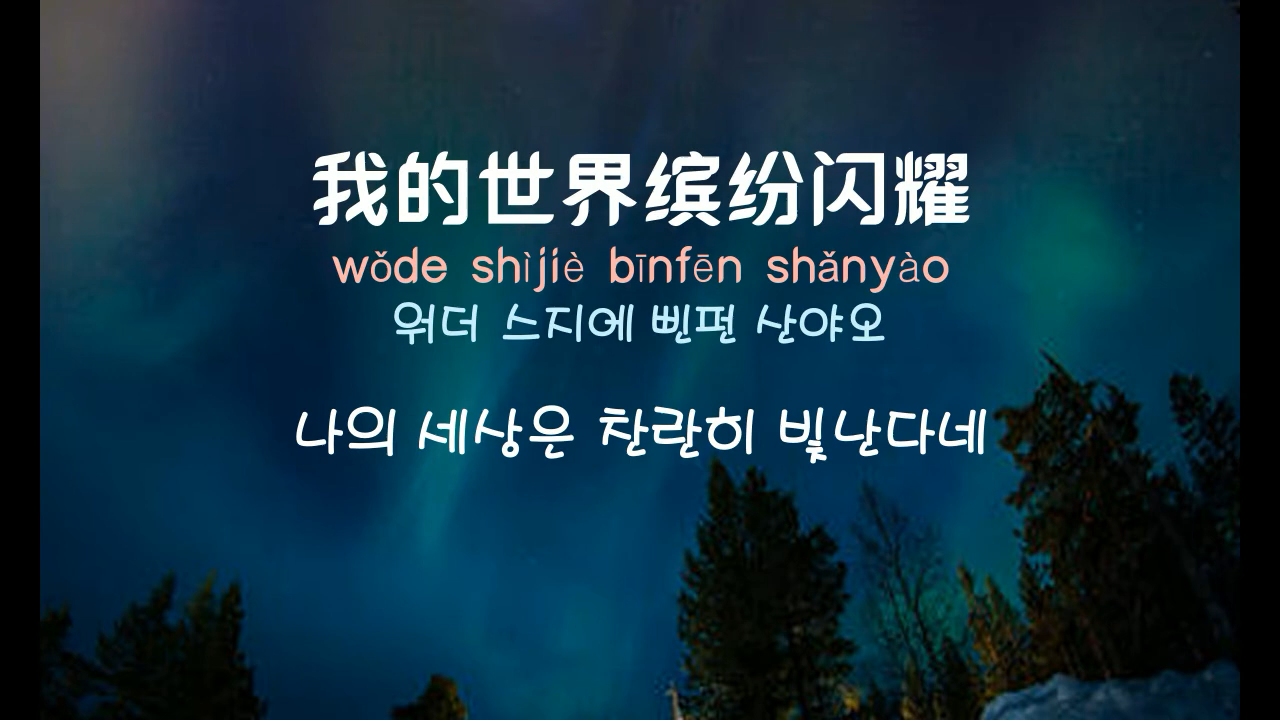 我的世界缤纷闪耀
wǒde shìjiè bīnfēn shǎnyào
워더 스지에 삔펀 산야오
나의 세상은 찬란히 빛난다네